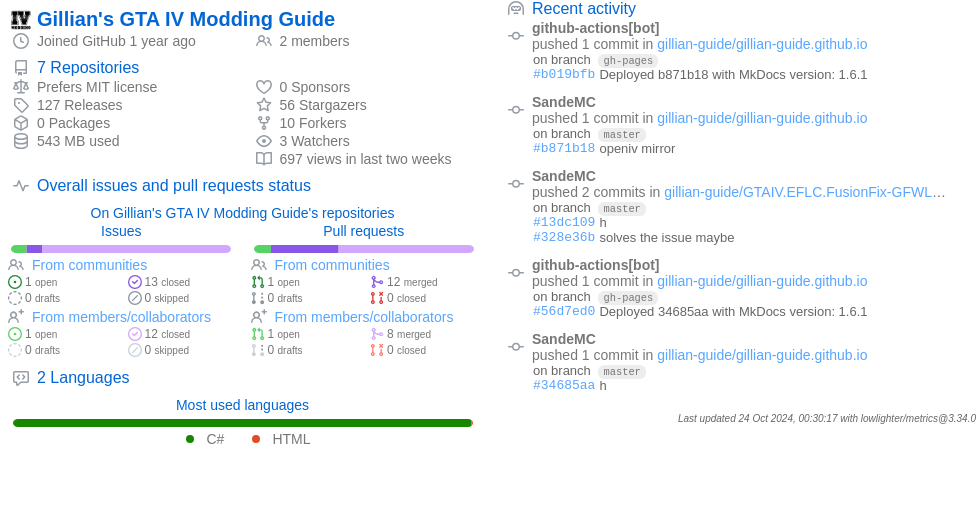 Gillian's GTA IV Modding Guide
Joined GitHub 1 year ago
2 members
7 Repositories
Prefers MIT license
127 Releases
0 Packages
543 MB used
0 Sponsors
56 Stargazers
10 Forkers
3 Watchers
697 views in last two weeks
Overall issues and pull requests status
On Gillian's GTA IV Modding Guide's repositories
Issues
From communities
1 open
13 closed
0 drafts
0 skipped
From members/collaborators
1 open
12 closed
0 drafts
0 skipped
Pull requests
From communities
1 open
12 merged
0 drafts
0 closed
From members/collaborators
1 open
8 merged
0 drafts
0 closed
2 Languages
Most used languages
C#
HTML
Recent activity
github-actions[bot]
pushed 1 commit in gillian-guide/gillian-guide.github.io
on branch gh-pages
#b019bfb Deployed b871b18 with MkDocs version: 1.6.1
SandeMC
pushed 1 commit in gillian-guide/gillian-guide.github.io
on branch master
#b871b18 openiv mirror
SandeMC
pushed 2 commits in gillian-guide/GTAIV.EFLC.FusionFix-GFWL…
on branch master
#13dc109 h
#328e36b solves the issue maybe
github-actions[bot]
pushed 1 commit in gillian-guide/gillian-guide.github.io
on branch gh-pages
#56d7ed0 Deployed 34685aa with MkDocs version: 1.6.1
SandeMC
pushed 1 commit in gillian-guide/gillian-guide.github.io
on branch master
#34685aa h
Last updated 24 Oct 2024, 00:30:17 with lowlighter/metrics@3.34.0